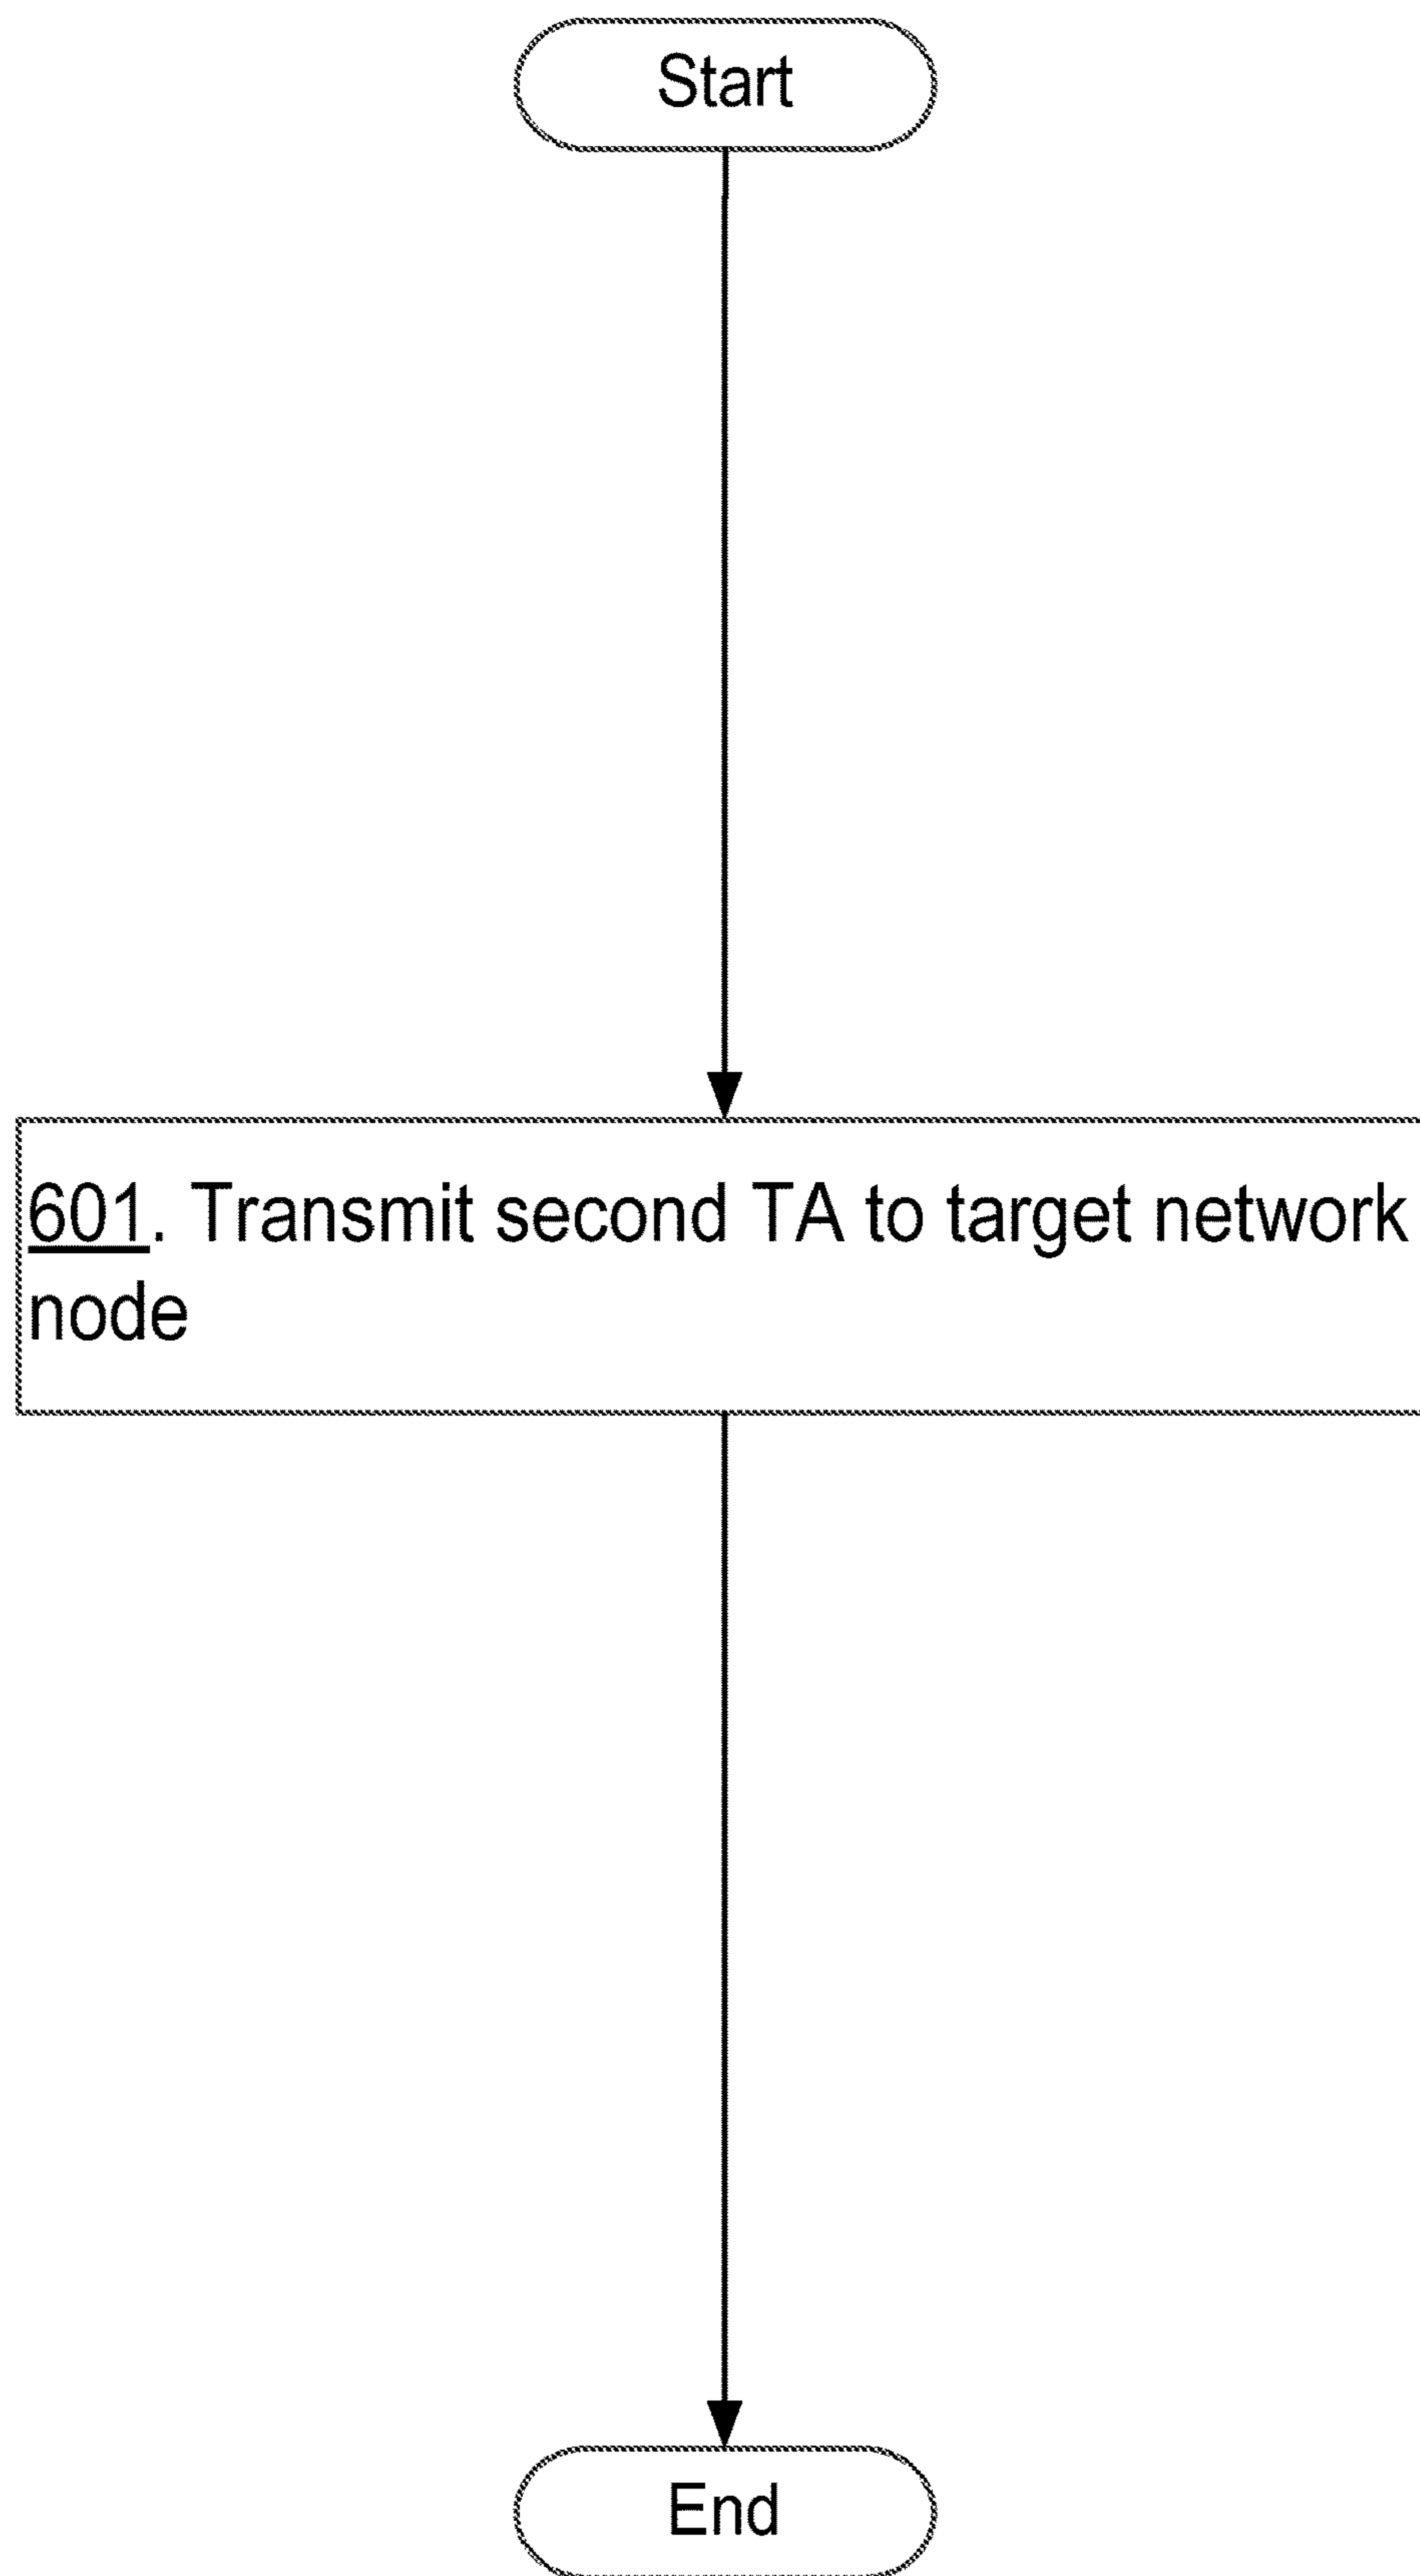 Start
601. Transmit second TA to target network
node
End